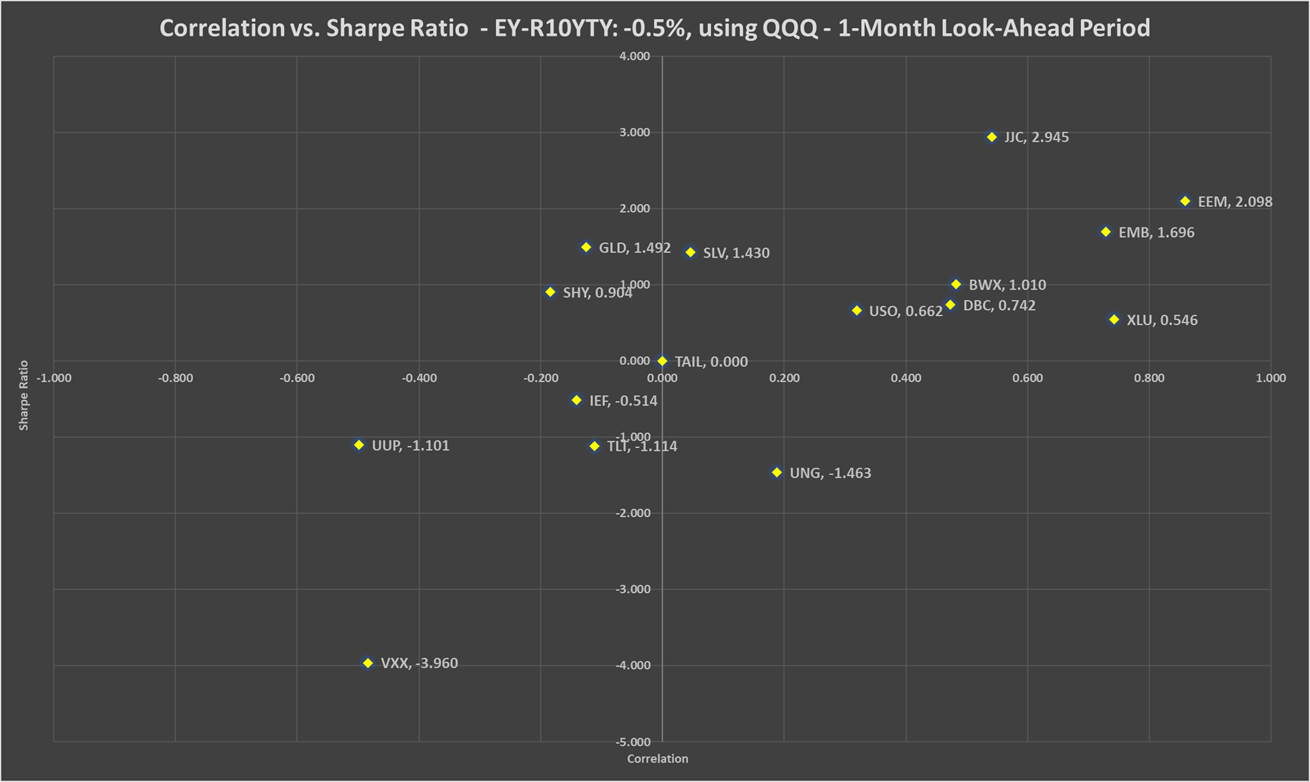 Correlation vs. Sharpe Ratio - EY-R10YTY: -0.5%, using QQQ - 1-Month Look-Ahead Period
4.000
3.000
JJC, 2.945
2.000
EEM, 2.098
EMB, 1.696
GLD, 1.492
SLV, 1.430
1.000
BWX, 1.010
SHY, 0.904
DBC, 0.742
USO, 0.662
XLU, 0.546
0.000
TAIL, 0.000
-1.000
-0.800
-0.600
-0.400
-0.200
0.000
0.200
0.400
0.600
0.800
1.000
Sharpe Ratio
IEF, -0.514
-1.000
UUP, -1.101
TLT, -1.114
UNG, -1.463
-2.000
-3.000
VXX, -3.960
-4.000
-5.000
Correlation